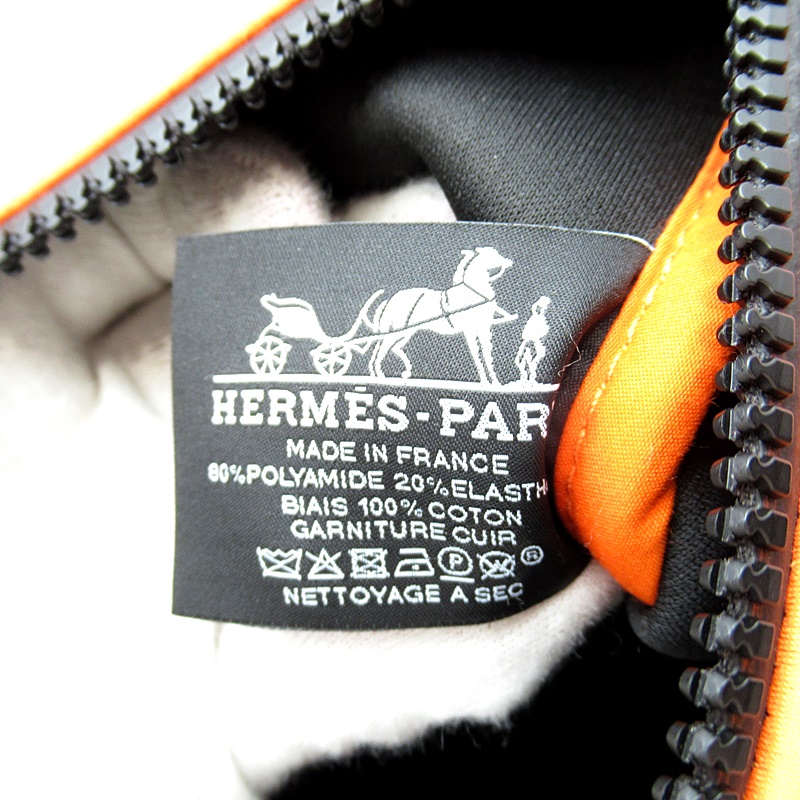 HERMÈS-PAR
MADE IN FRANCE
80%POLYAMIDE 20%ELASTH
BIAIS 100% COTON
GARNITURE CUIR
P W ®
NETTOYAGE A SEC